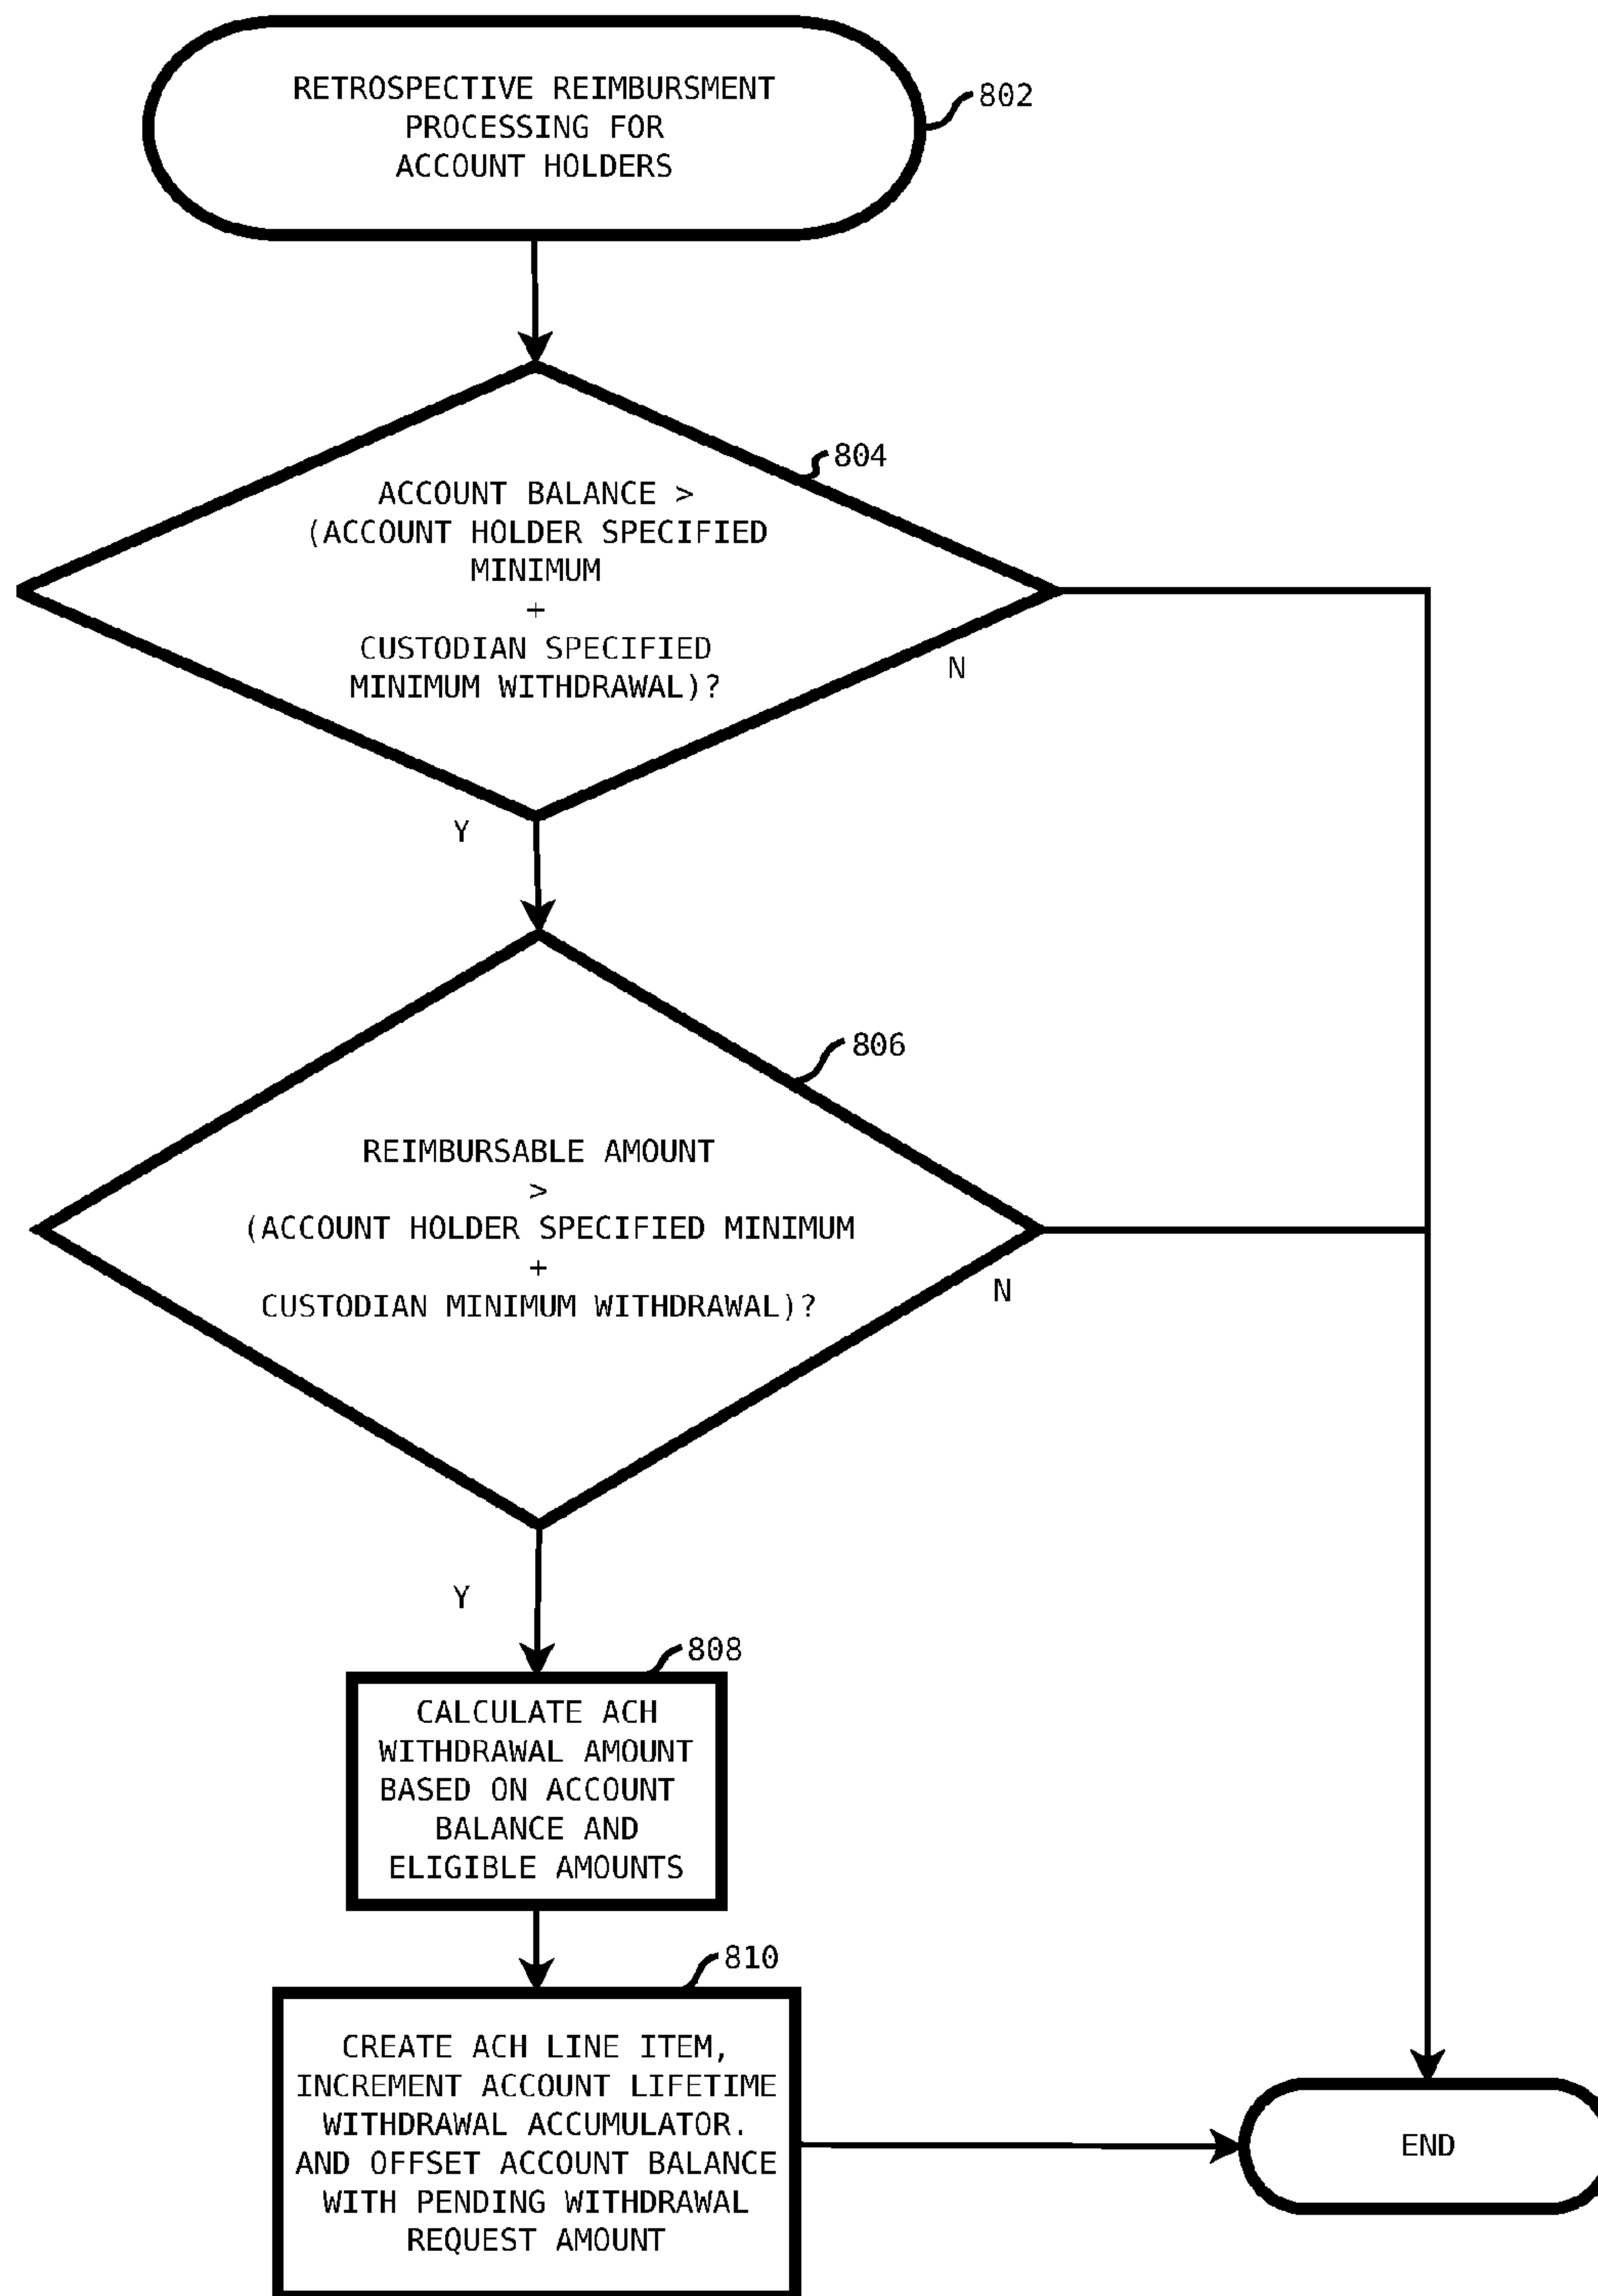 RETROSPECTIVE REIMBURSMENT
PROCESSING FOR
ACCOUNT HOLDERS
802
804
ACCOUNT BALANCE >
(ACCOUNT HOLDER SPECIFIED
MINIMUM
+
CUSTODIAN SPECIFIED
MINIMUM WITHDRAWAL)?
N
Y
806
REIMBURSABLE AMOUNT
>
(ACCOUNT HOLDER SPECIFIED MINIMUM
+
CUSTODIAN MINIMUM WITHDRAWAL)?
N
Y
808
CALCULATE ACH
WITHDRAWAL AMOUNT
BASED ON ACCOUNT
BALANCE AND
ELIGIBLE AMOUNTS
810
CREATE ACH LINE ITEM,
INCREMENT ACCOUNT LIFETIME
WITHDRAWAL ACCUMULATOR.
AND OFFSET ACCOUNT BALANCE
WITH PENDING WITHDRAWAL
REQUEST AMOUNT
END